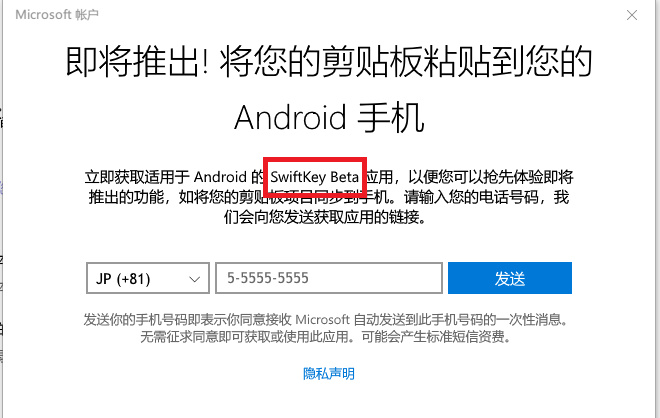 Microsoft 帐户
即将推出! 将您的剪贴板粘贴到您的
Android 手机
立即获取适用于 Android 的 SwiftKey Beta 应用，以便您可以抢先体验即将
推出的功能，如将您的剪贴板项目同步到手机。请输入您的电话号码，我
们会向您发送获取应用的链接。
JP (+81)
5-5555-5555
发送
发送你的手机号码即表示你同意接收 Microsoft 自动发送到此手机号码的一次性消息。
无需征求同意即可获取或使用此应用。可能会产生标准短信资费。
隐私声明